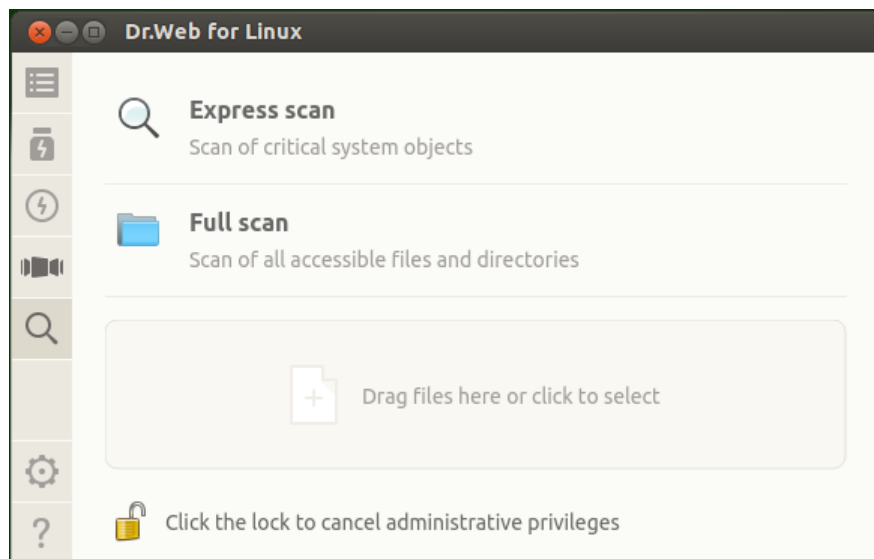 Dr.Web for Linux
Express scan
Scan of critical system objects
Full scan
Scan of all accessible files and directories
Drag files here or click to select
Click the lock to cancel administrative privileges
?